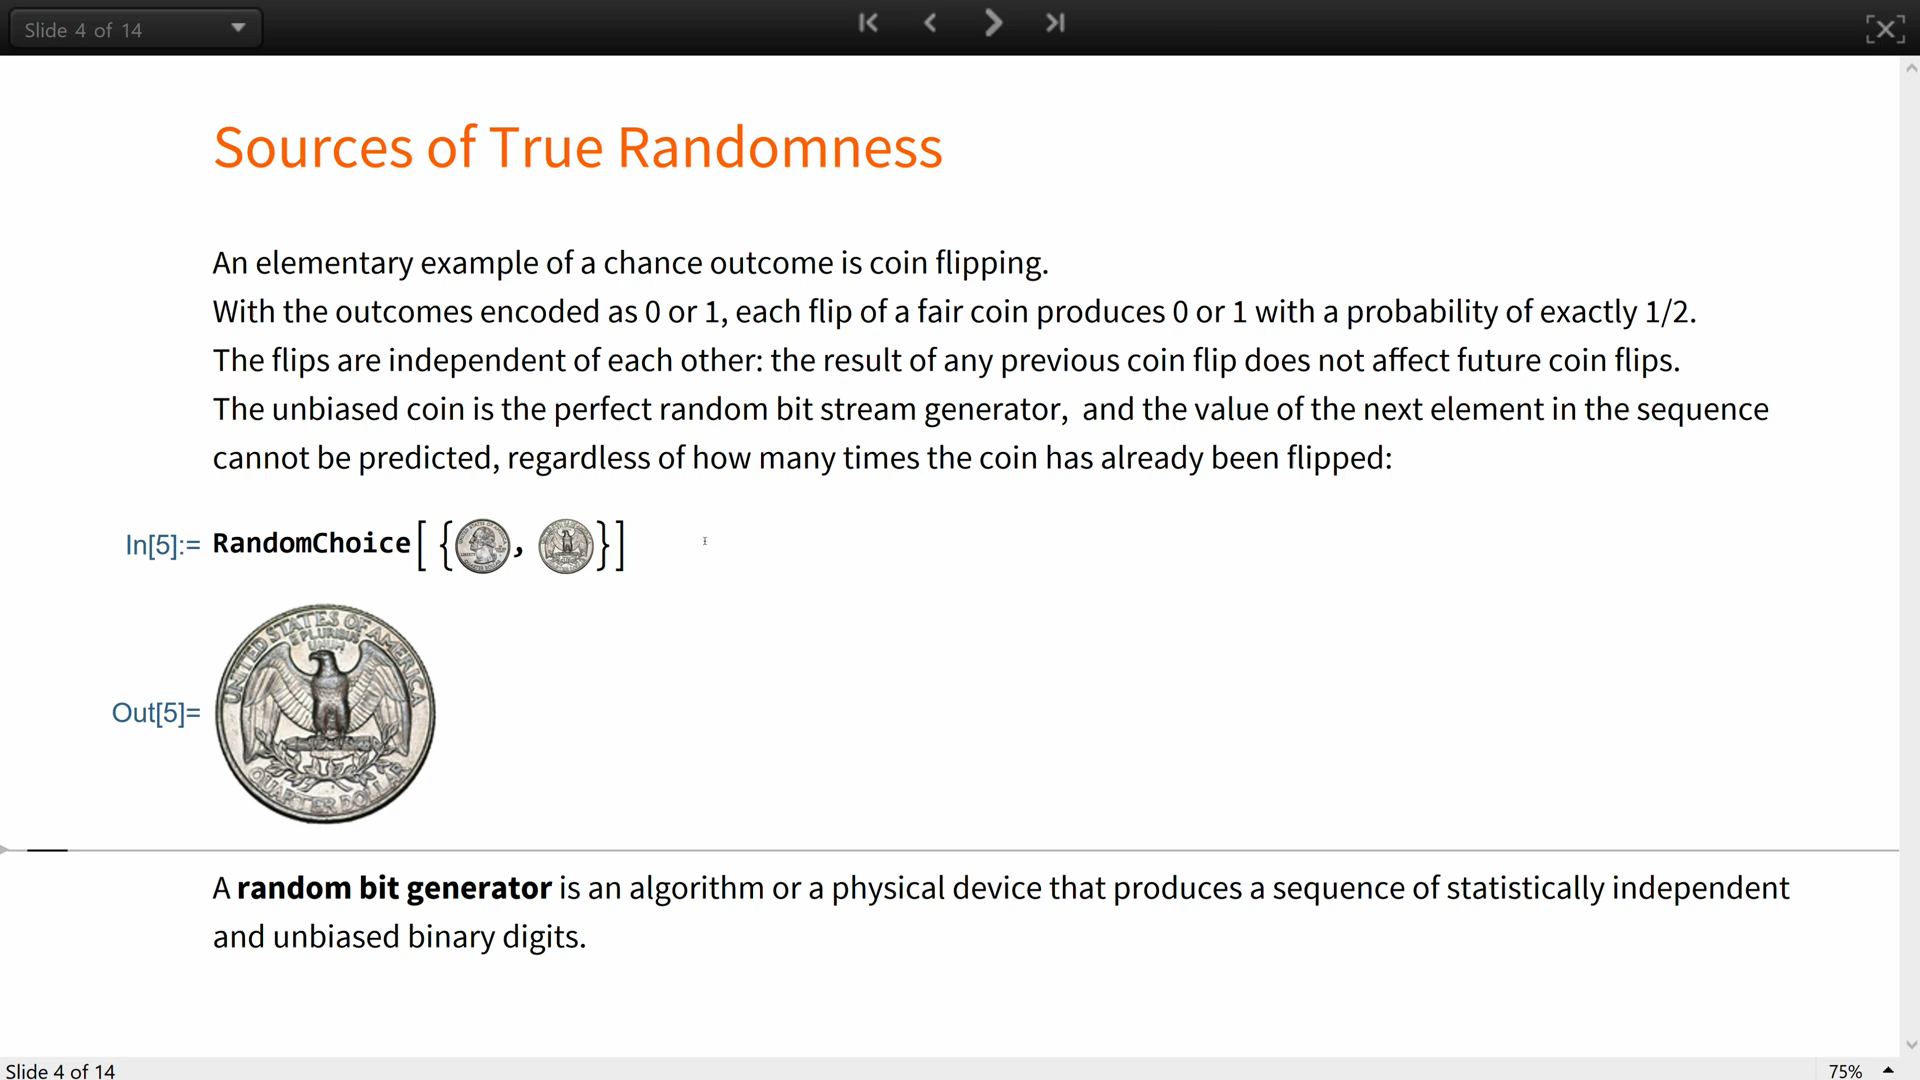 Slide 4 of 14
Sources of True Randomness
An elementary example of a chance outcome is coin flipping.
With the outcomes encoded as 0 or 1, each flip of a fair coin produces 0 or 1 with a probability of exactly 1/2.
The flips are independent of each other: the result of any previous coin flip does not affect future coin flips.
The unbiased coin is the perfect random bit stream generator, and the value of the next element in the sequence
cannot be predicted, regardless of how many times the coin has already been flipped:
In[5]:= RandomChoice[{ , }]
Out[5]=
UNITED STATES OF AMERICA
E PLURIBUS
UNUM
QUARTER DOLLAR
A random bit generator is an algorithm or a physical device that produces a sequence of statistically independent
and unbiased binary digits.
Slide 4 of 14
75%